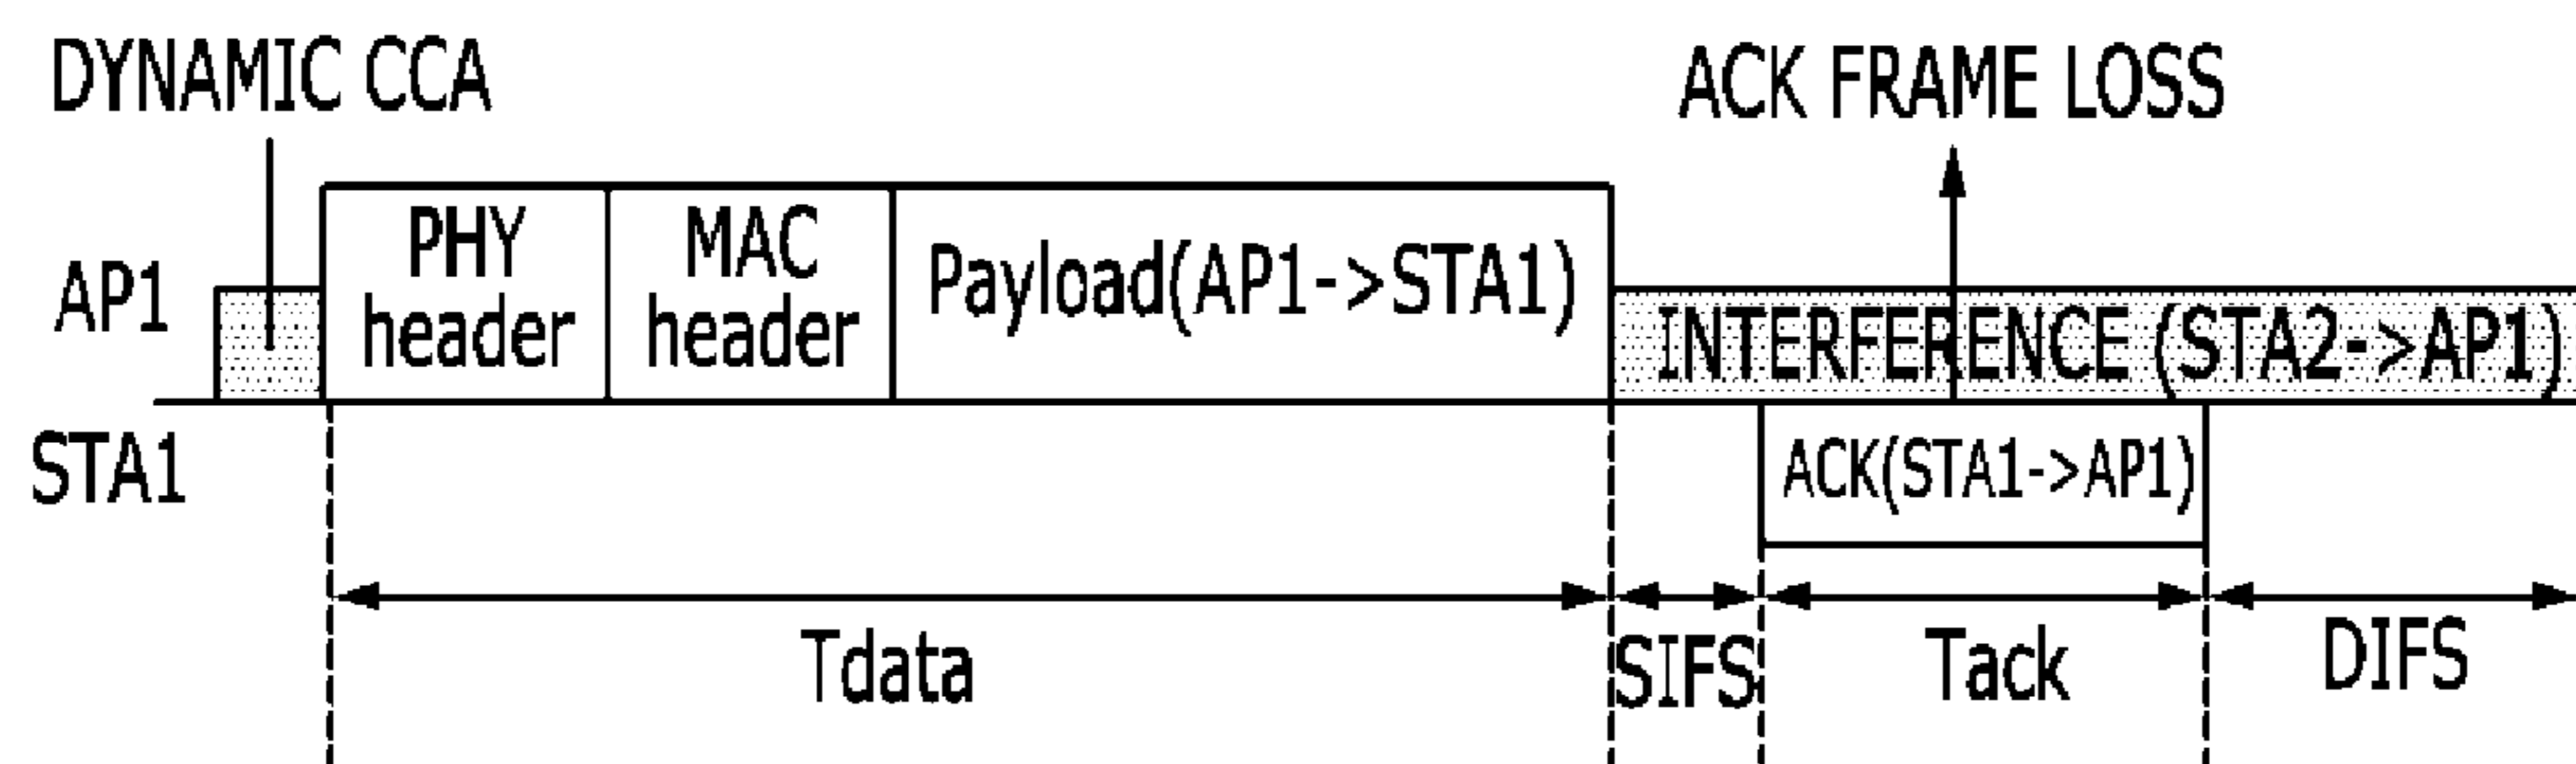 DYNAMIC CCA
ACK FRAME LOSS
AP1
PHY
header
MAC
header
Payload(AP1->STA1)
INTERFERENCE (STA2->AP1)
STA1
ACK(STA1->AP1)
Tdata
SIFS
Tack
DIFS